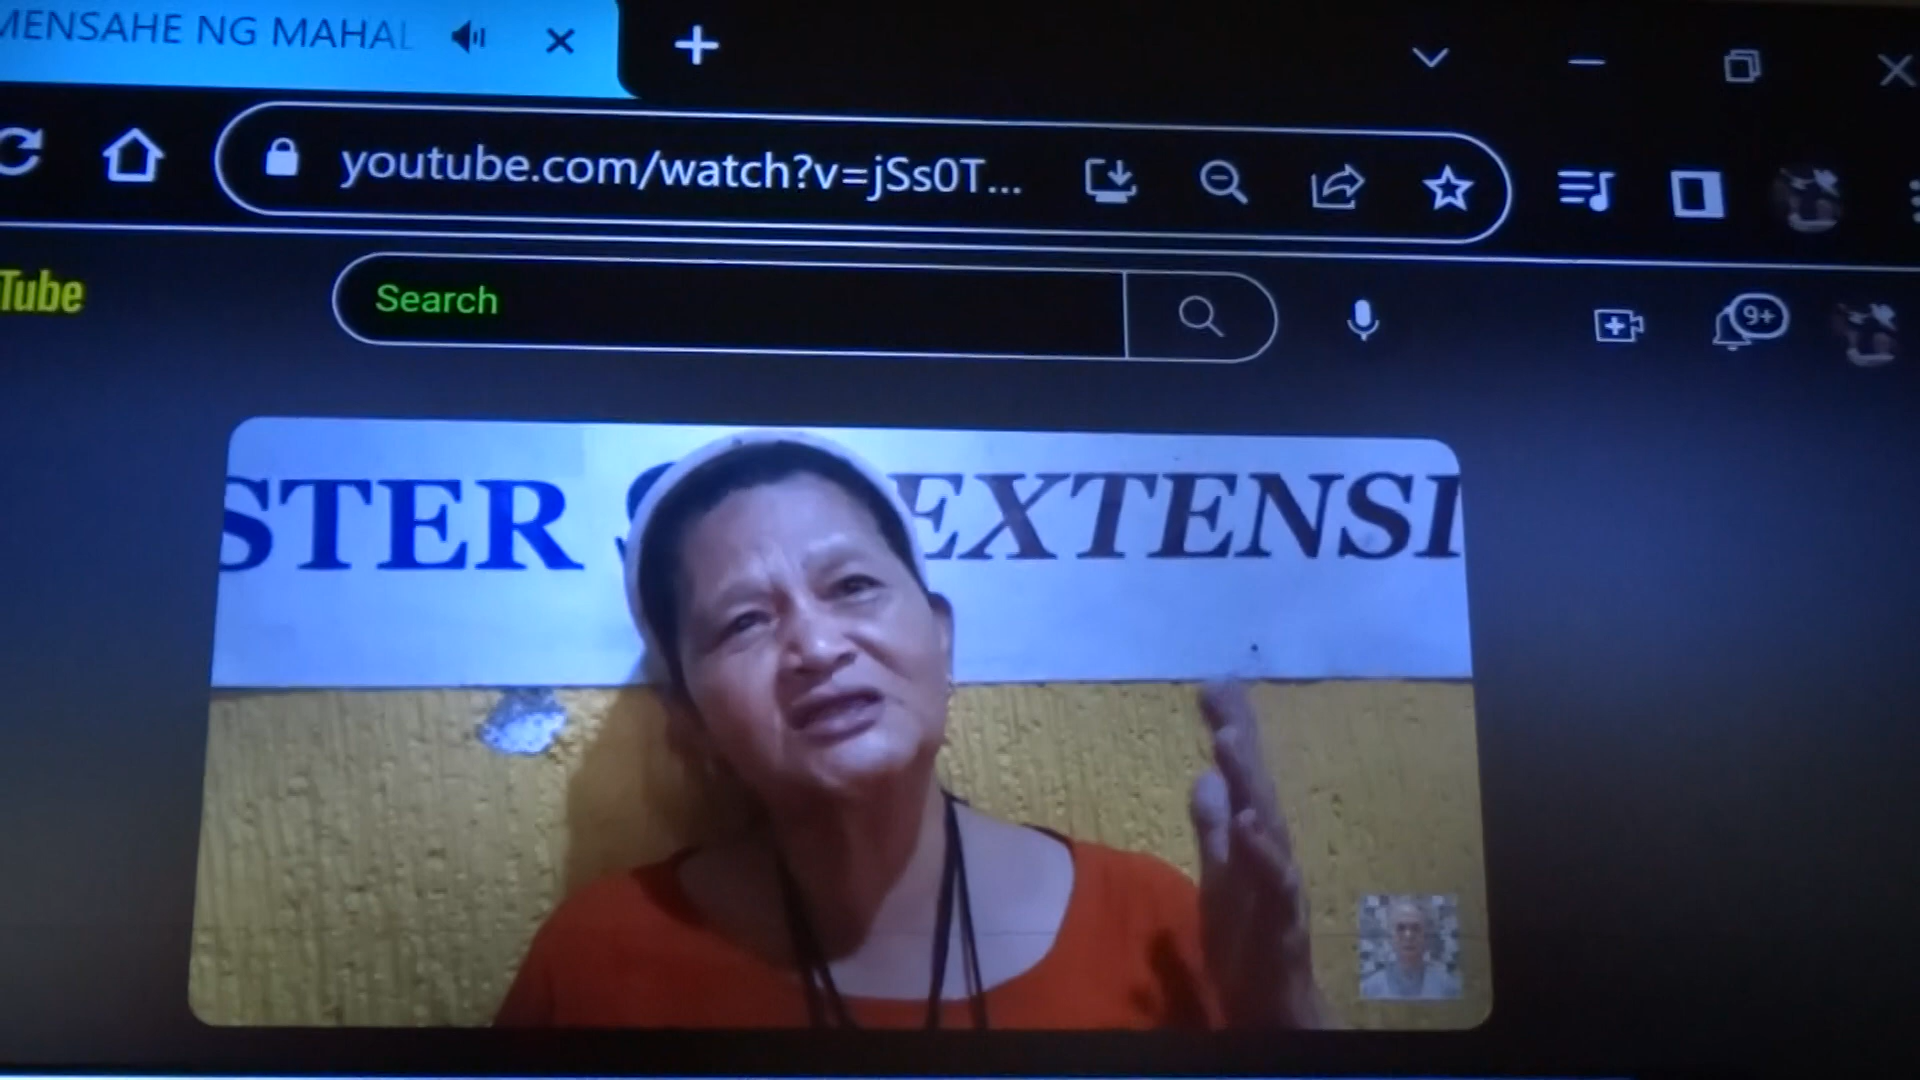 MENSAHE NG MAHAL
youtube.com/watch?v=jSs0T...
Tube
Search
9+
STER S EXTENSI